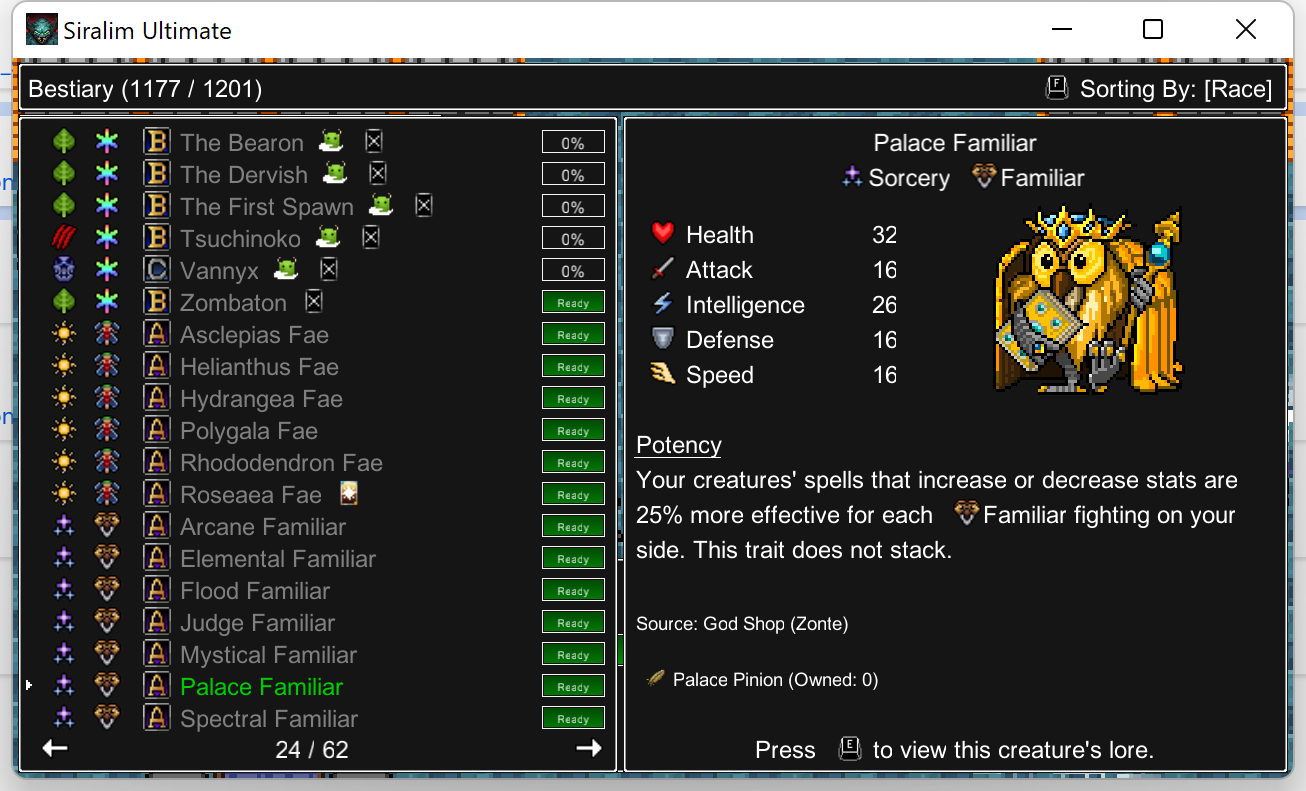 Siralim Ultimate
Bestiary (1177 / 1201)
F Sorting By: [Race]
B The Bearon 0%
B The Dervish 0%
B The First Spawn 0%
B Tsuchinoko 0%
C Vannyx 0%
B Zombaton Ready
A Asclepias Fae Ready
A Helianthus Fae Ready
A Hydrangea Fae Ready
A Polygala Fae Ready
A Rhododendron Fae Ready
A Roseaea Fae Ready
A Arcane Familiar Ready
A Elemental Familiar Ready
A Flood Familiar Ready
A Judge Familiar Ready
A Mystical Familiar Ready
A Palace Familiar Ready
A Spectral Familiar Ready
24 / 62
Palace Familiar
Sorcery Familiar
Health 32
Attack 16
Intelligence 26
Defense 16
Speed 16
Potency
Your creatures' spells that increase or decrease stats are
25% more effective for each Familiar fighting on your
side. This trait does not stack.
Source: God Shop (Zonte)
Palace Pinion (Owned: 0)
Press E to view this creature's lore.